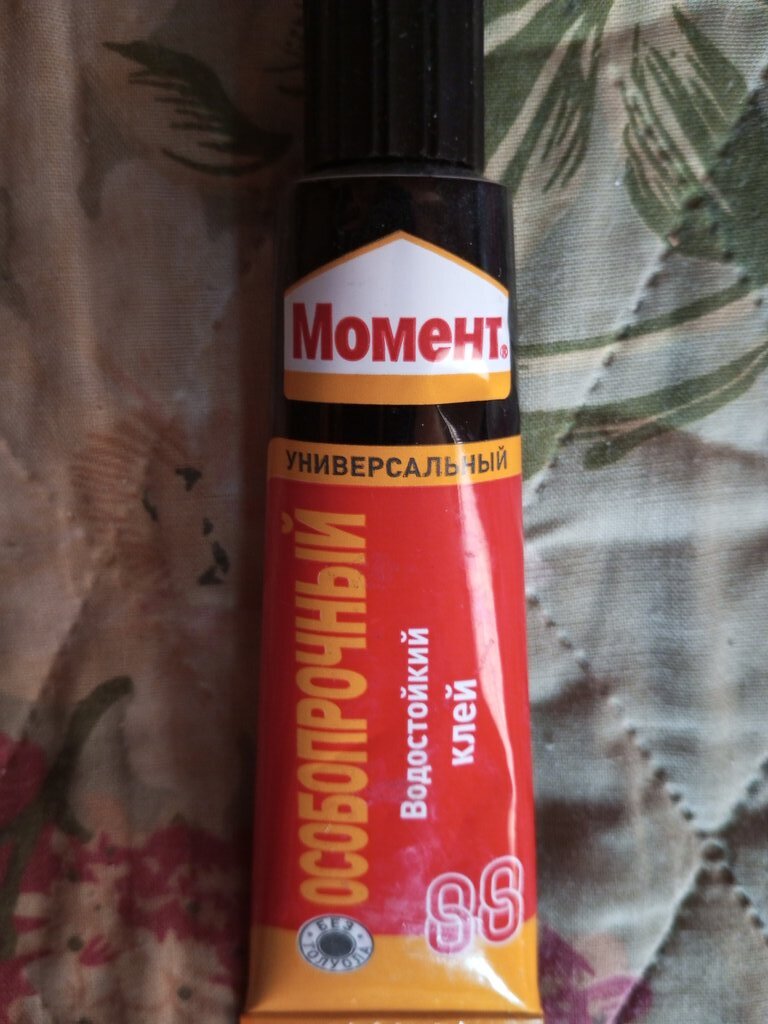 Момент®
УНИВЕРСАЛЬНЫЙ
ОСОБОПРОЧНЫЙ
Водостойкий
клей
88
БЕЗ
ТОЛУОЛА